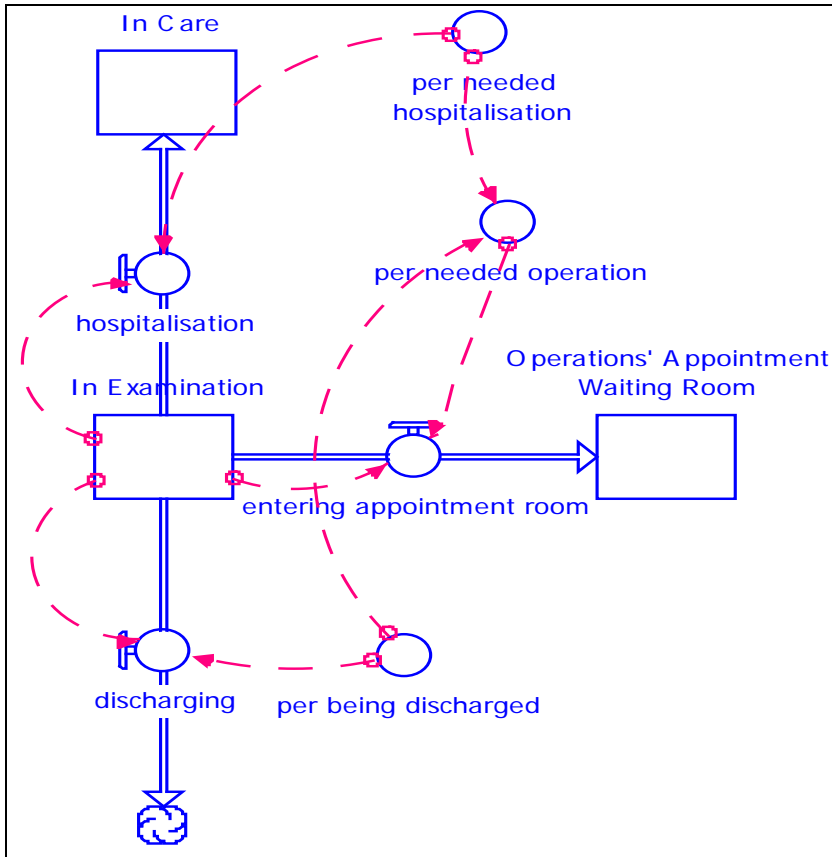 In Care
per needed
hospitalisation
per needed operation
hospitalisation
In Examination
Operations' Appointment
Waiting Room
entering appointment room
discharging
per being discharged